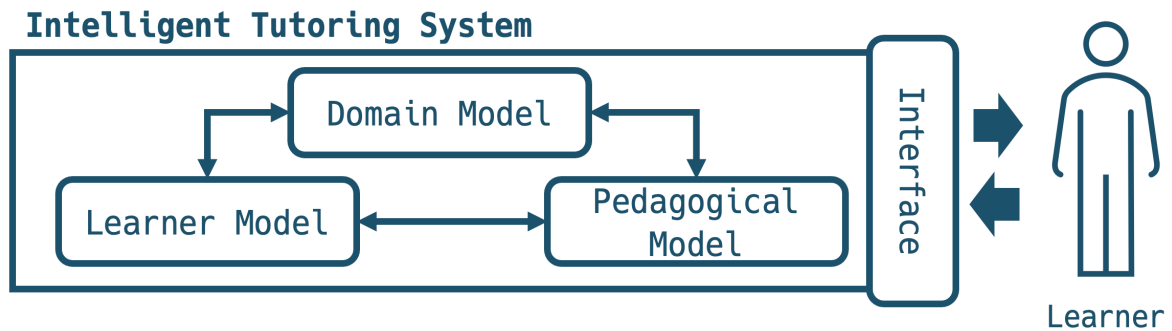 Intelligent Tutoring System
Domain Model
Learner Model
Pedagogical
Model
Interface
Learner